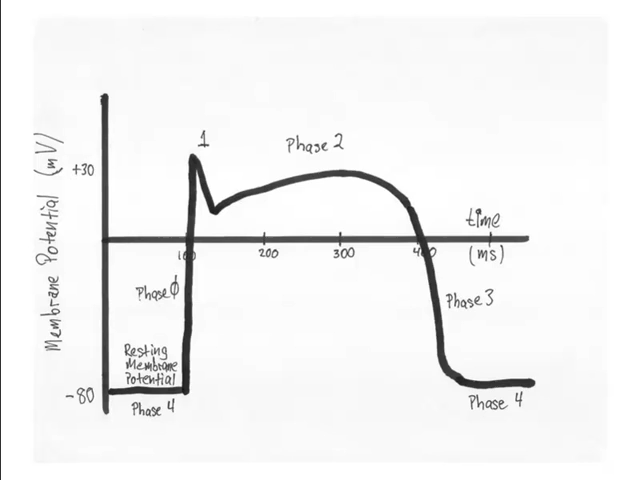 1
Phase 2
+30
Membrane Potential (mV)
time
(ms)
100
200
300
400
Phase 0
Phase 3
Resting
Membrane
Potential
-80
Phase 4
Phase 4